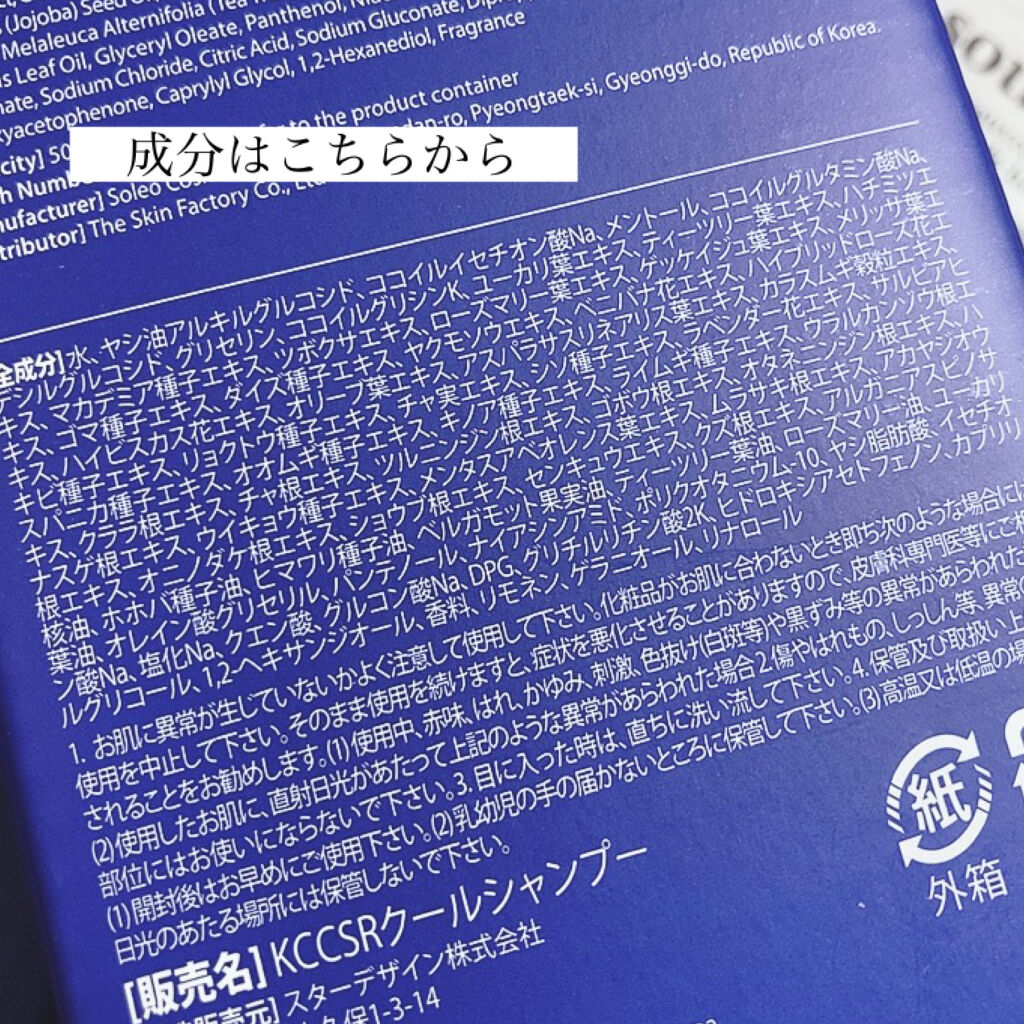 (Jojoba) Seed O
Melaleuca Alternifolia (Tea
Leaf Oil, Glyceryl Oleate, Panthenol,
Sodium Chloride, Citric Acid, Sodium Gluconate,
Caprylyl Glycol, 1,2-Hexanediol, Fragrance
to the product container
Pyeongtaek-si, Gyeonggi-do, Republic of Korea.
成分はこちらから
Soleo
The Skin Factory Co.,
sou
全成分]水、ヤシ油アルキルグルコシド、ココイルイセチオン酸Na、メントール、ココイルグルタミン酸Na、
デシルグルコシド、グリセリン、ココイルグリシンK、ユーカリ葉エキス、ティーツリー葉エキス、ハチミツエ
キス、マカデミア種子エキス、ツボクサエキス、ローズマリー葉エキス、ゲッケイジュ葉エキス、メリッサ葉エ
キス、ゴマ種子エキス、ダイズ種子エキス、ヤクモソウエキス、ベニバナ花エキス、ハイブリッドローズ花エ
キス、ハイビスカス花エキス、オリーブ葉エキス、アスパラサスリネアリス葉エキス、カラスムギ穀粒エキス、
キビ種子エキス、リョクトウ種子エキス、チャ実エキス、シソ種子エキス、ラベンダー花エキス、サルビアヒ
スパニカ種子エキス、オオムギ種子エキス、キノア種子エキス、ライムギ種子エキス、ウラルカンゾウ根エ
キス、クララ根エキス、チャ根エキス、ツルニンジン根エキス、ゴボウ根エキス、オタネニンジン根エキス、ハ
ナスゲ根エキス、ウイキョウ種子エキス、メンタスアベオレンス葉エキス、ムラサキ根エキス、アカヤジオウ
根エキス、オニノダケ根エキス、ショウブ根エキス、センキュウエキス、クズ根エキス、アルガニアスピノサ
核油、ホホバ種子油、ヒマワリ種子油、ベルガモット果実油、ティーツリー葉油、ローズマリー油、ユーカリ
葉油、オレイン酸グリセリル、パンテノール、ナイアシンアミド、ポリクオタニウム-10、ヤシ脂肪酸、イセチオ
ン酸Na、塩化Na、クエン酸、グルコン酸Na、DPG、グリチルリチン酸2K、ヒドロキシアセトフェノン、カプリリ
ルグリコール、1,2-ヘキサンジオール、香料、リモネン、ゲラニオール、リナロール
1. お肌に異常が生じていないかよく注意して使用して下さい。化粧品がお肌に合わないとき即ち次のような場合には
使用を中止して下さい。そのまま使用を続けますと、症状を悪化させることがありますので、皮膚科専門医等にご相
されることをお勧めします。(1)使用中、赤味、はれ、かゆみ、刺激、色抜け(白斑等)や黒ずみ等の異常があらわれた
(2)使用したお肌に、直射日光があたって上記のような異常があらわれた場合2.傷やはれもの、しっしん等、異常の
部位にはお使いにならないで下さい。3.目に入った時は、直ちに洗い流して下さい。4.保管及び取扱い上
(1)開封後はお早めにご使用下さい。(2)乳幼児の手の届かないところに保管して下さい。(3)高温又は低温の場
日光のあたる場所には保管しないで下さい。
[販売名]KCCSRクールシャンプー
販売元]スターデザイン株式会社
久保1-3-14
紙
外箱